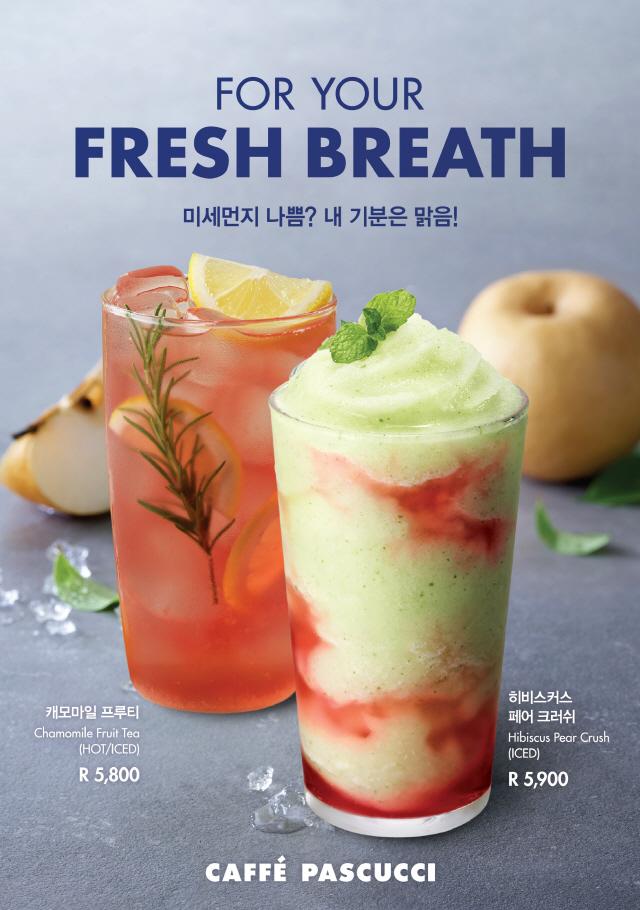 FOR YOUR
FRESH BREATH
미세먼지 나쁨? 내 기분은 맑음!
캐모마일 프루티
Chamomile Fruit Tea
(HOT/ICED)
R 5,800
히비스커스
페어 크러쉬
Hibiscus Pear Crush
(ICED)
R 5,900
CAFFÉ PASCUCCI